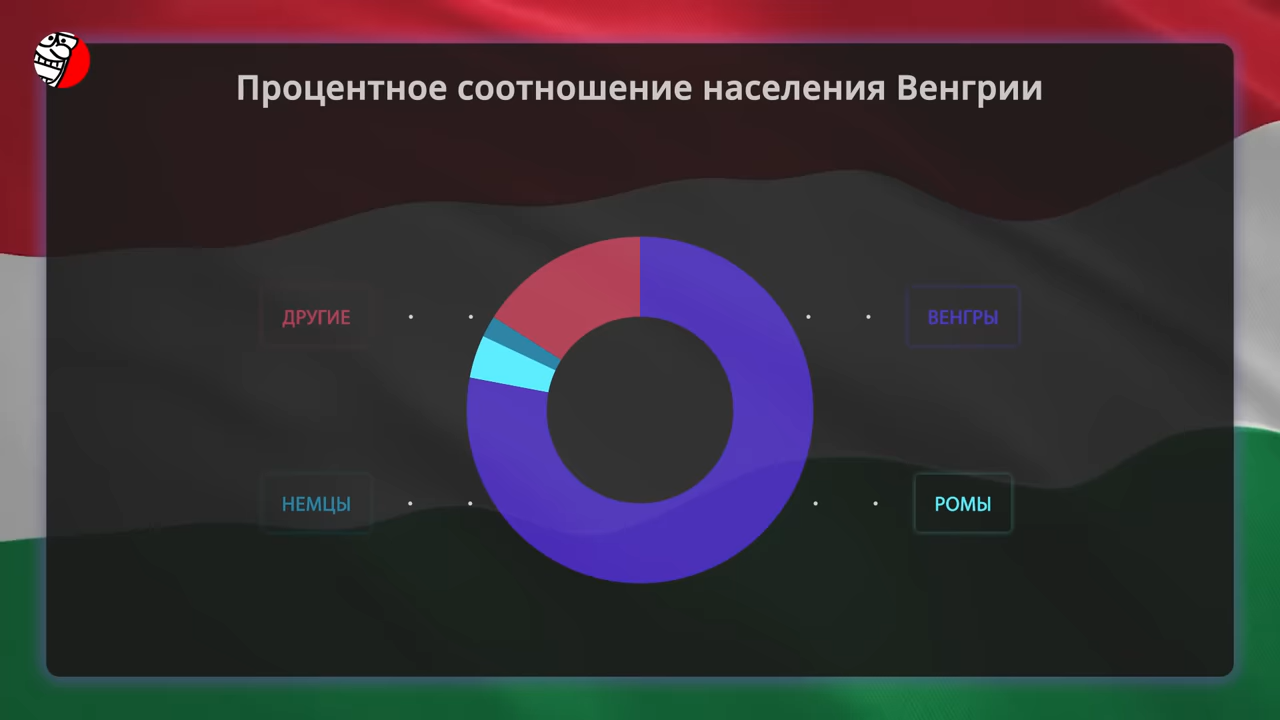 Процентное соотношение населения Венгрии
ДРУГИЕ
ВЕНГРЫ
НЕМЦЫ
РОМЫ